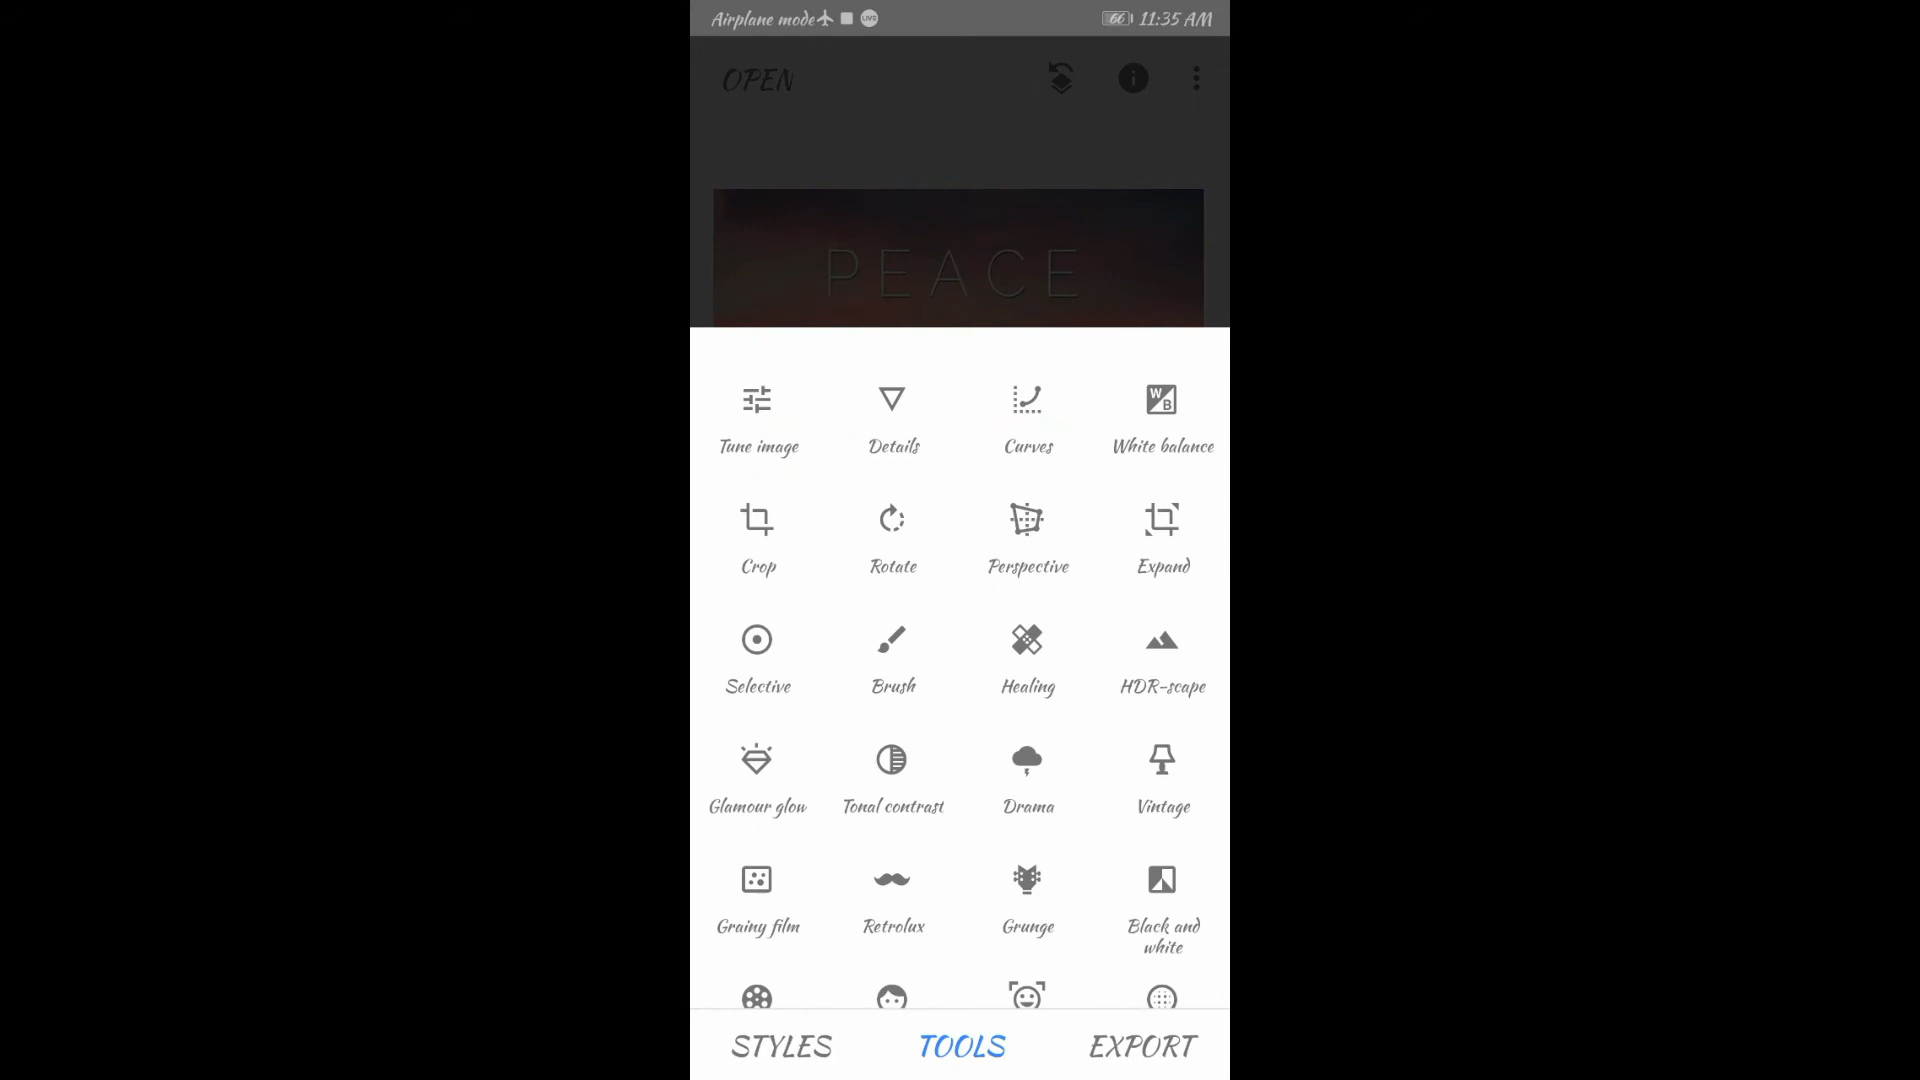 Airplane mode LIVE 66 11:35 AM
OPEN
PEACE
Tune image Details Curves White balance
Crop Rotate Perspective Expand
Selective Brush Healing HDR-scape
Glamour glow Tonal contrast Drama Vintage
Grainy film Retrolux Grunge Black and
white
STYLES TOOLS EXPORT